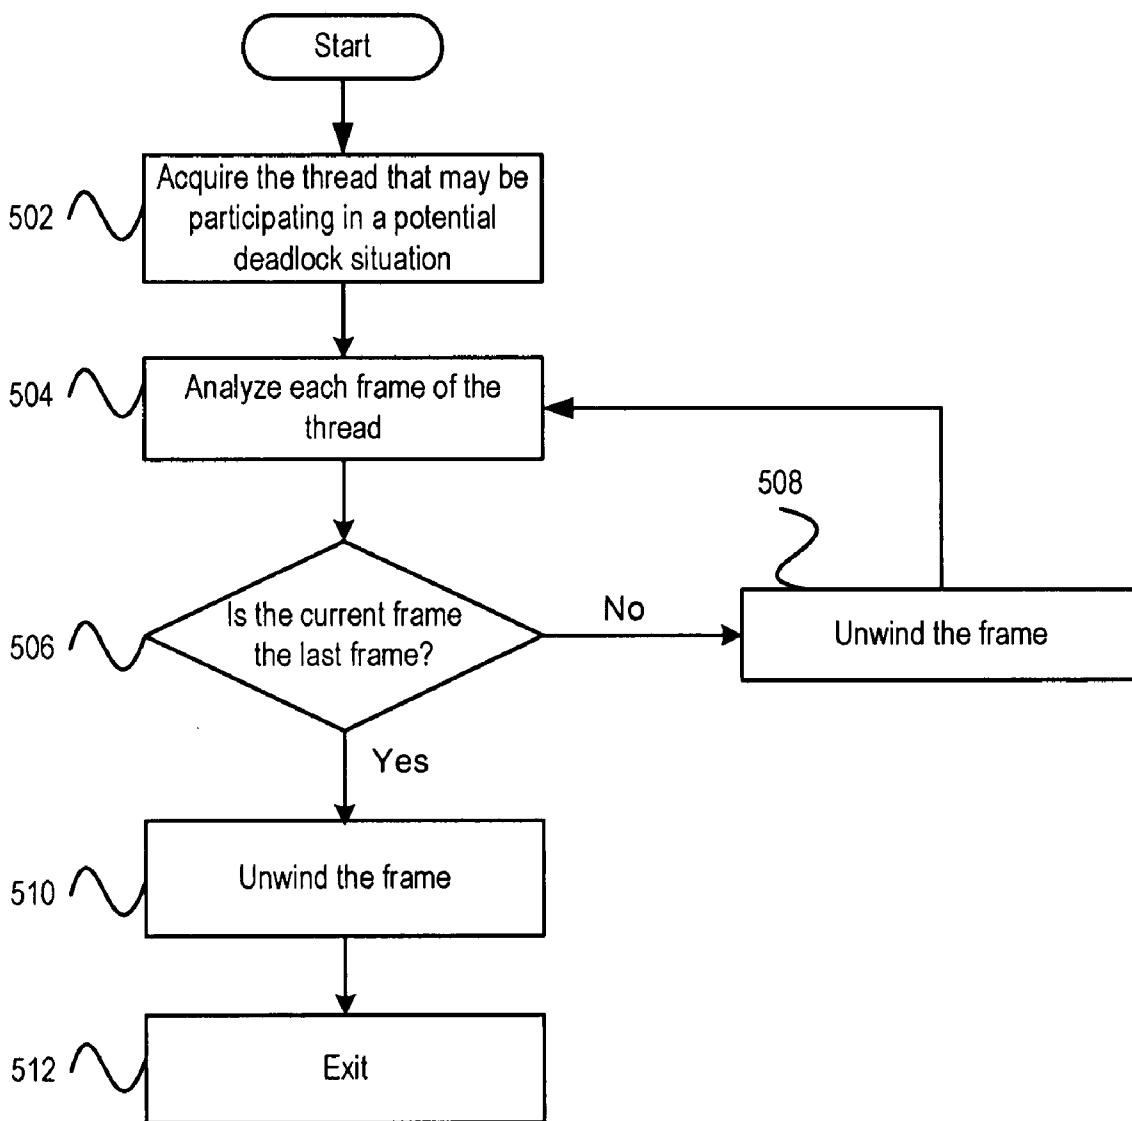 Start
502
Acquire the thread that may be
participating in a potential
deadlock situation
504
Analyze each frame of the
thread
508
506
Is the current frame
the last frame?
No
Unwind the frame
Yes
510
Unwind the frame
512
Exit